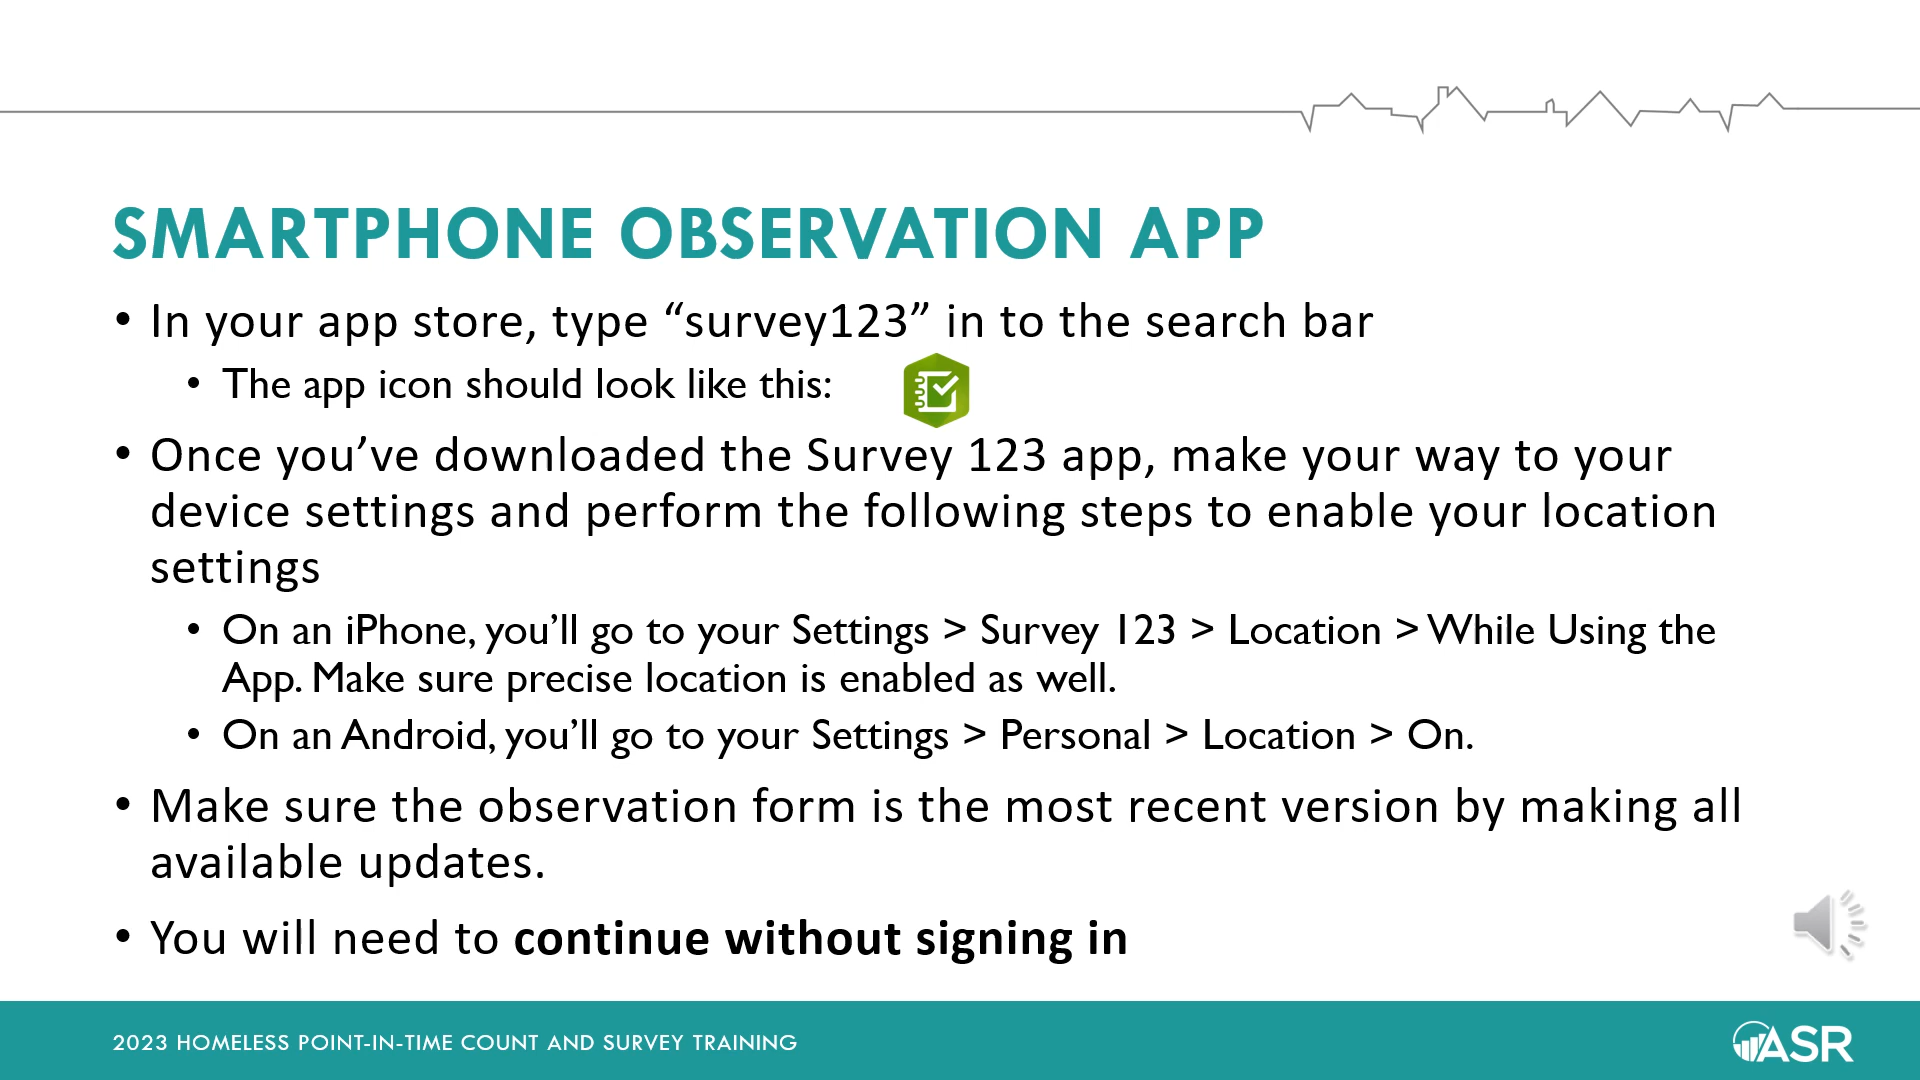 SMARTPHONE OBSERVATION APP
• In your app store, type “survey123” in to the search bar
• The app icon should look like this:
• Once you’ve downloaded the Survey 123 app, make your way to your
device settings and perform the following steps to enable your location
settings
• On an iPhone, you’ll go to your Settings > Survey 123 > Location > While Using the
App. Make sure precise location is enabled as well.
• On an Android, you’ll go to your Settings > Personal > Location > On.
• Make sure the observation form is the most recent version by making all
available updates.
• You will need to continue without signing in
2023 HOMELESS POINT-IN-TIME COUNT AND SURVEY TRAINING
ASR